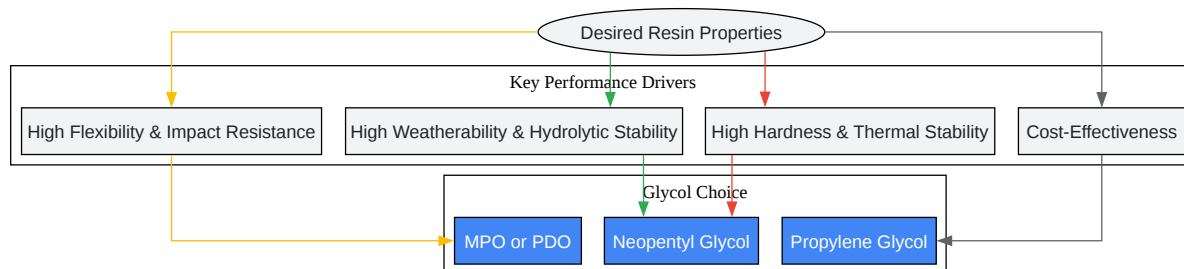 Desired Resin Properties
Key Performance Drivers
High Flexibility & Impact Resistance
High Weatherability & Hydrolytic Stability
High Hardness & Thermal Stability
Cost-Effectiveness
Glycol Choice
MPO or PDO
Neopentyl Glycol
Propylene Glycol